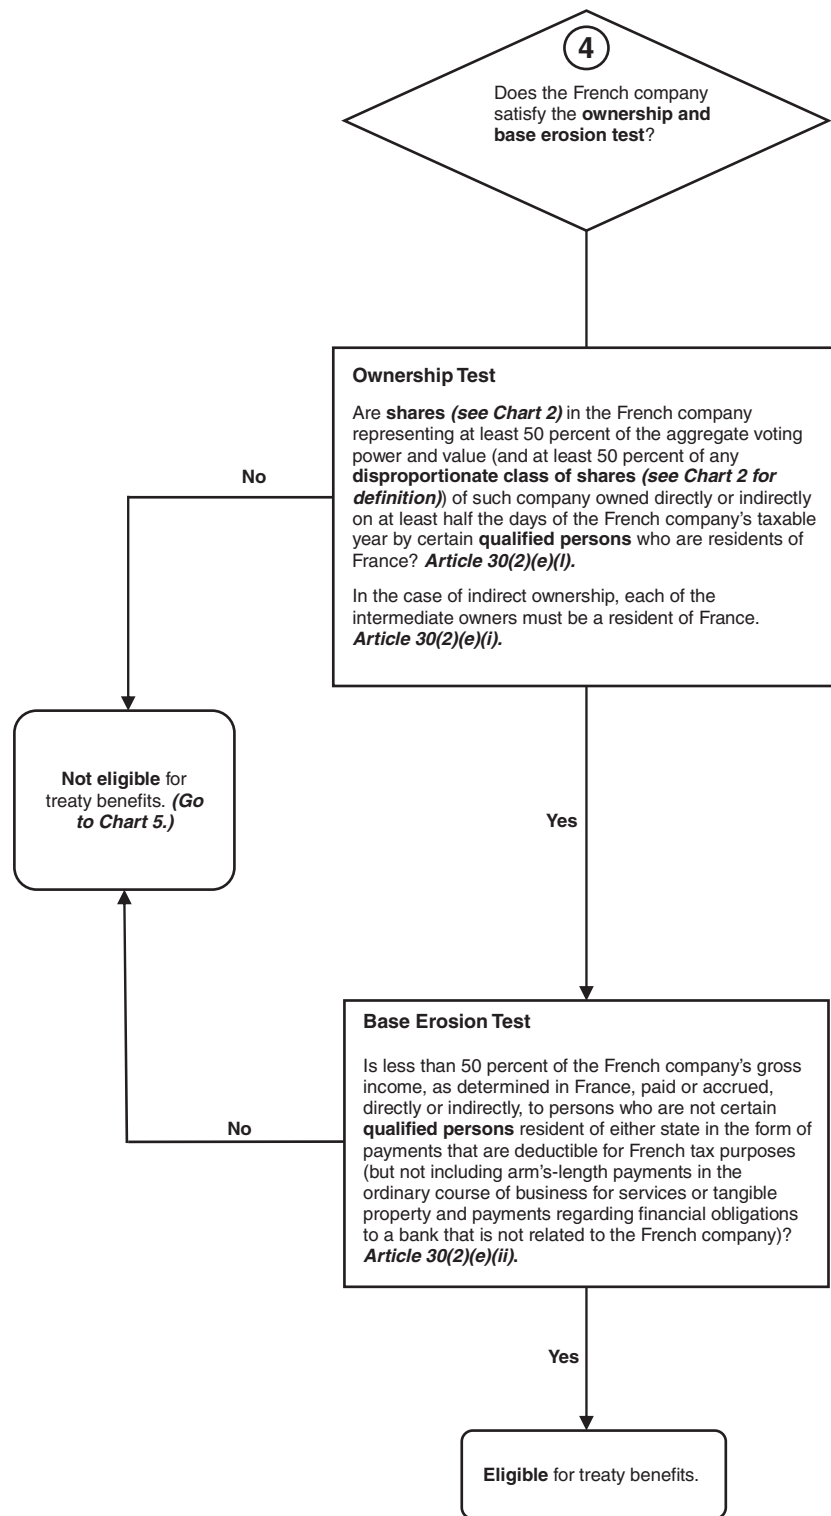 4
Does the French company
satisfy the ownership and
base erosion test?
Ownership Test
Are shares (see Chart 2) in the French company
representing at least 50 percent of the aggregate voting
power and value (and at least 50 percent of any
disproportionate class of shares (see Chart 2 for
definition)) of such company owned directly or indirectly
on at least half the days of the French company's taxable
year by certain qualified persons who are residents of
France? Article 30(2)(e)(I).
In the case of indirect ownership, each of the
intermediate owners must be a resident of France.
Article 30(2)(e)(i).
No
Not eligible for
treaty benefits. (Go
to Chart 5.)
Yes
Base Erosion Test
Is less than 50 percent of the French company's gross
income, as determined in France, paid or accrued,
directly or indirectly, to persons who are not certain
qualified persons resident of either state in the form of
payments that are deductible for French tax purposes
(but not including arm's-length payments in the
ordinary course of business for services or tangible
property and payments regarding financial obligations
to a bank that is not related to the French company)?
Article 30(2)(e)(ii).
No
Yes
Eligible for treaty benefits.